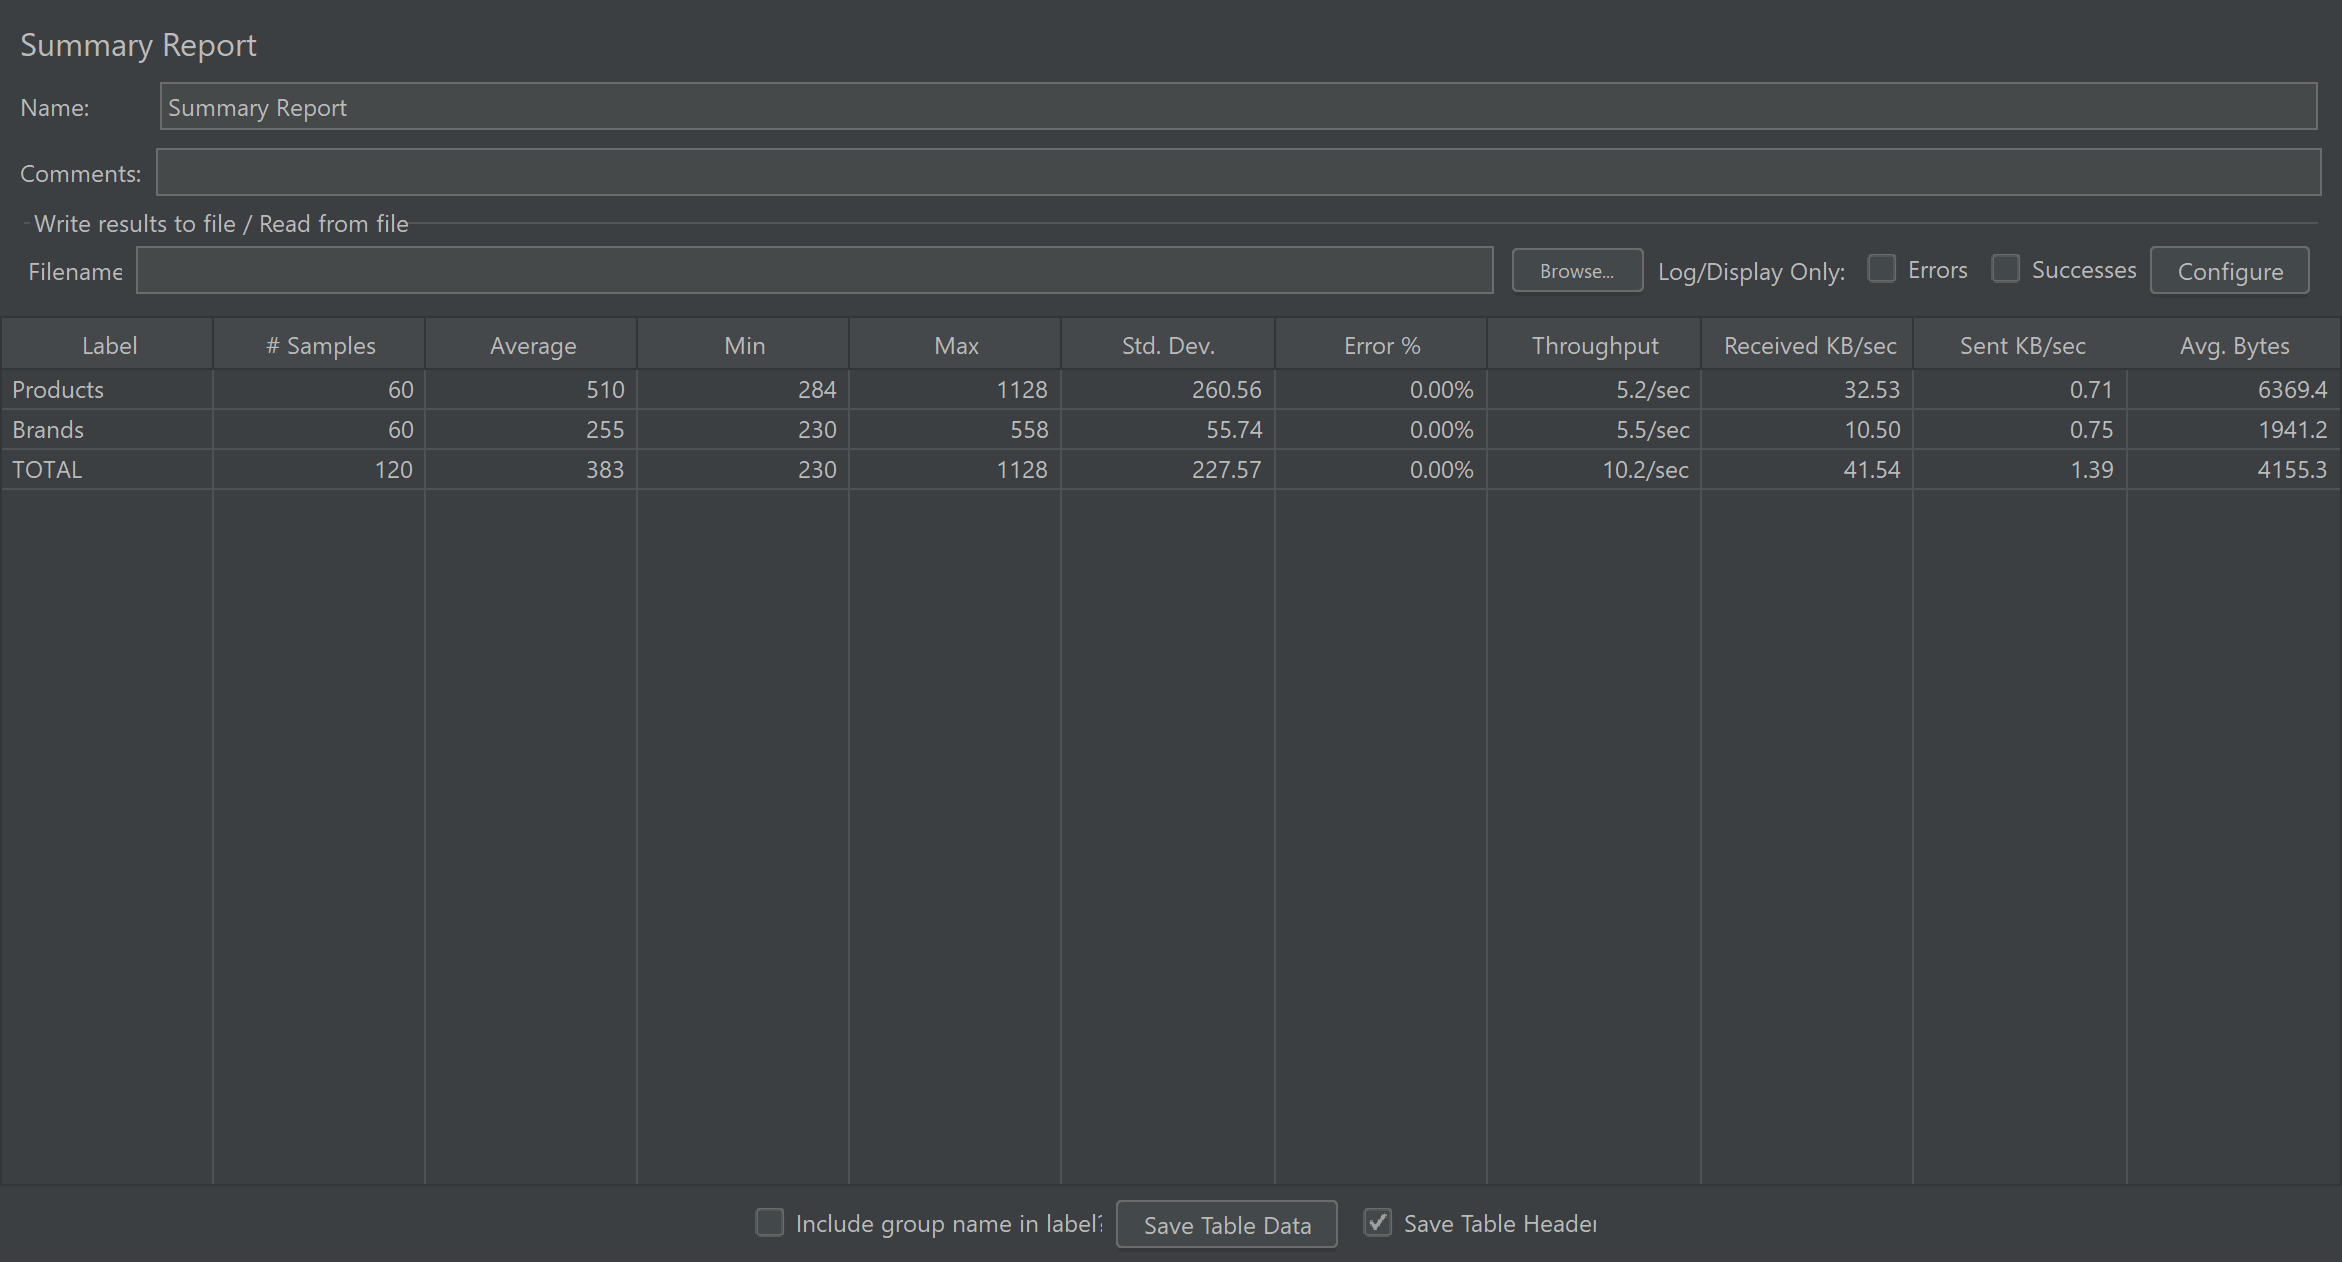 Summary Report
Name: Summary Report
Comments:
Write results to file / Read from file
Filename Browse... Log/Display Only: Errors Successes Configure
Label # Samples Average Min Max Std. Dev. Error % Throughput Received KB/sec Sent KB/sec Avg. Bytes
Products 60 510 284 1128 260.56 0.00% 5.2/sec 32.53 0.71 6369.4
Brands 60 255 230 558 55.74 0.00% 5.5/sec 10.50 0.75 1941.2
TOTAL 120 383 230 1128 227.57 0.00% 10.2/sec 41.54 1.39 4155.3
Include group name in label? Save Table Data Save Table Header